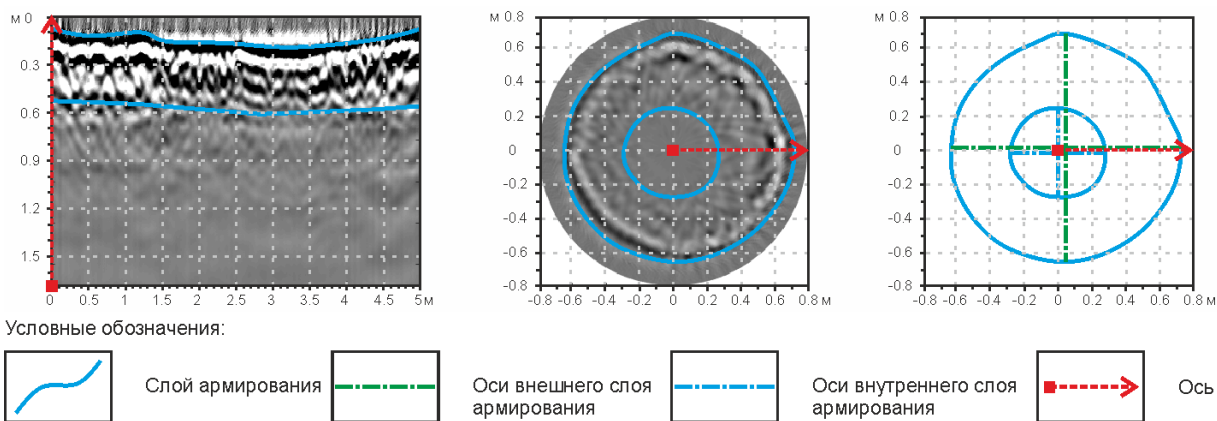 м 0
0.3
0.6
0.9
1.2
1.5
0 0.5 1 1.5 2 2.5 3 3.5 4 4.5 5м
м 0.8
0.6
0.4
0.2
0
-0.2
-0.4
-0.6
-0.8
-0.8 -0.6 -0.4 -0.2 0 0.2 0.4 0.6 0.8 м
м 0.8
0.6
0.4
0.2
0
-0.2
-0.4
-0.6
-0.8
-0.8 -0.6 -0.4 -0.2 0 0.2 0.4 0.6 0.8 м
Условные обозначения:
Слой армирования
Оси внешнего слоя
армирования
Оси внутреннего слоя
армирования
Ось